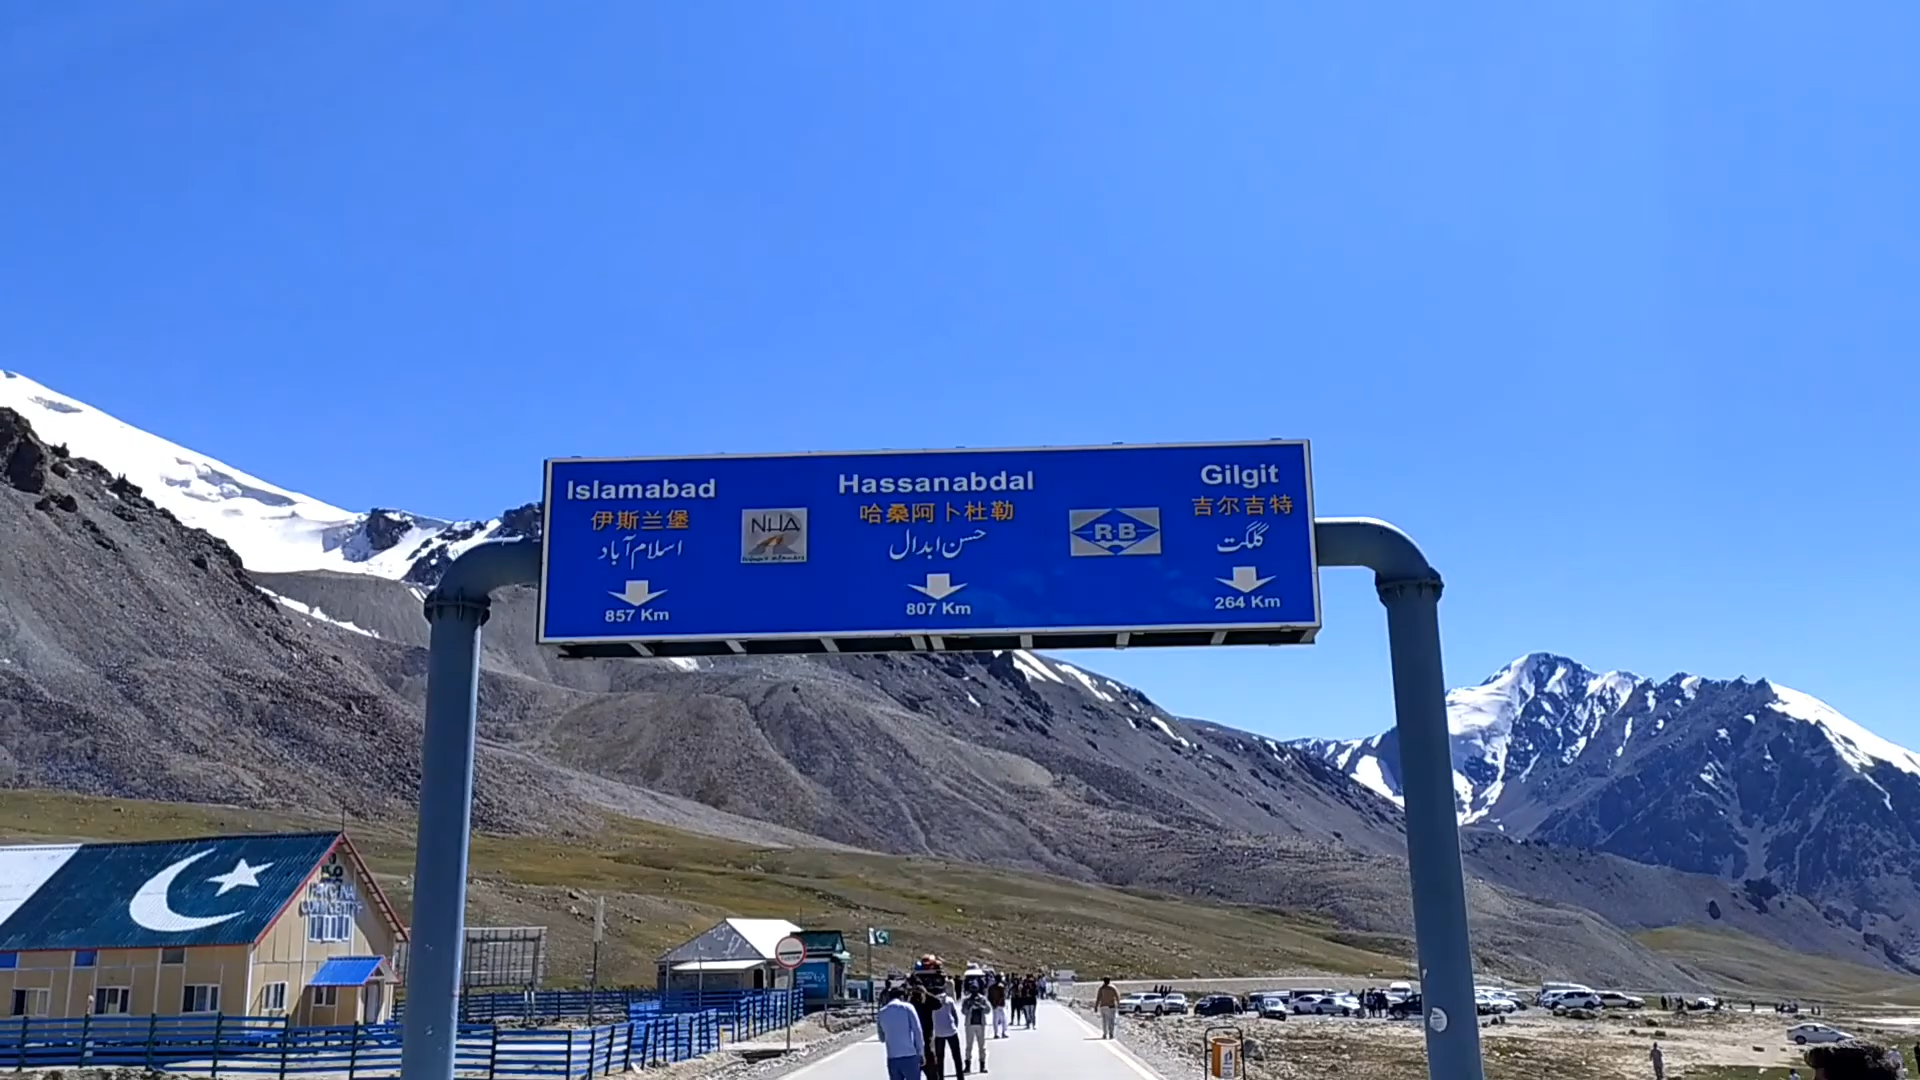 Islamabad
伊斯兰堡
اسلام آباد
857 Km
NHA
Hassanabdal
哈桑阿卜杜勒
حسن ابدال
807 Km
R·B
Gilgit
吉尔吉特
گلگت
264 Km